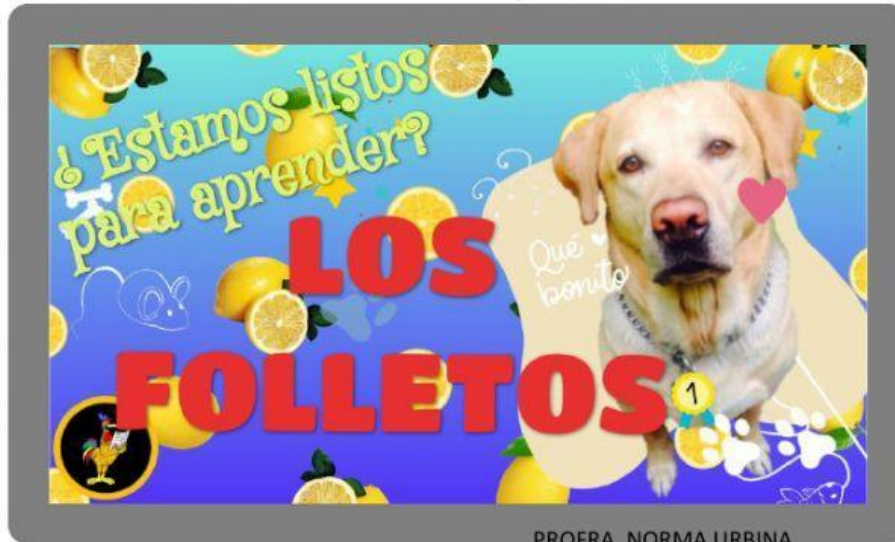 ¿Estamos listos
para aprender?
LOS
Qué
bonito
FOLLETOS
1
PROFRA. NORMA URBINA